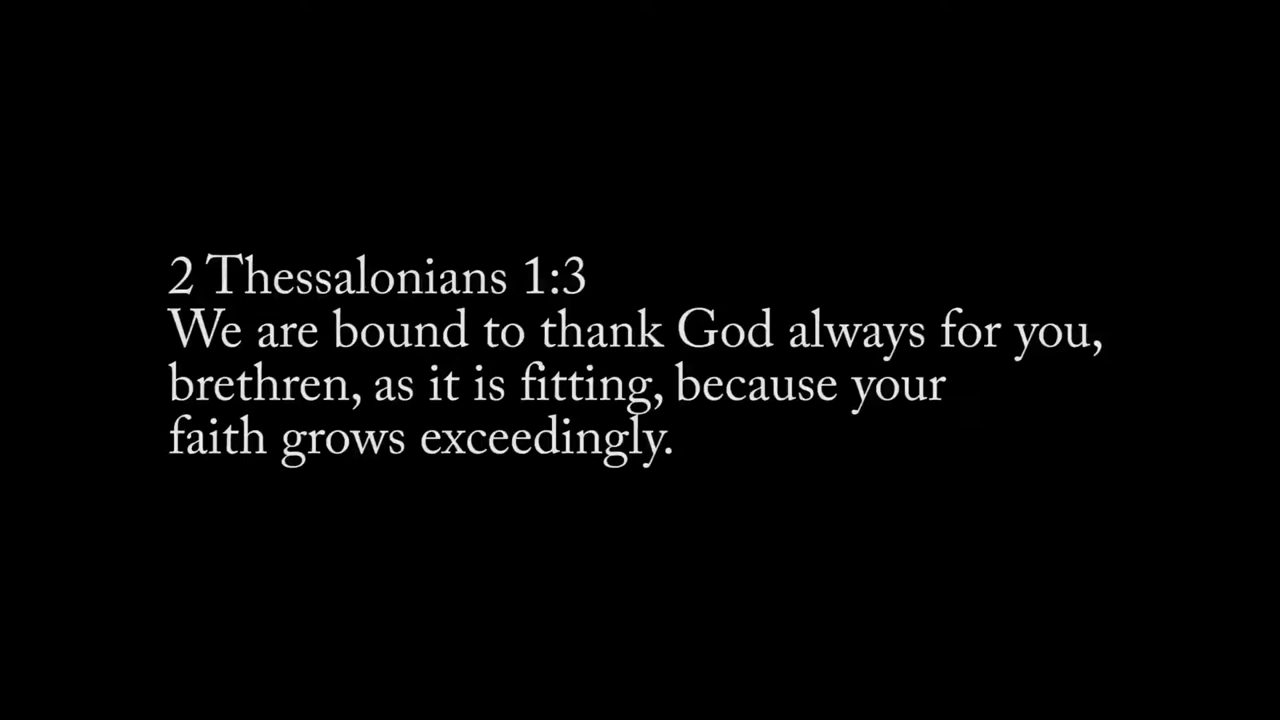 2 Thessalonians 1:3
We are bound to thank God always for you,
brethren, as it is fitting, because your
faith grows exceedingly.